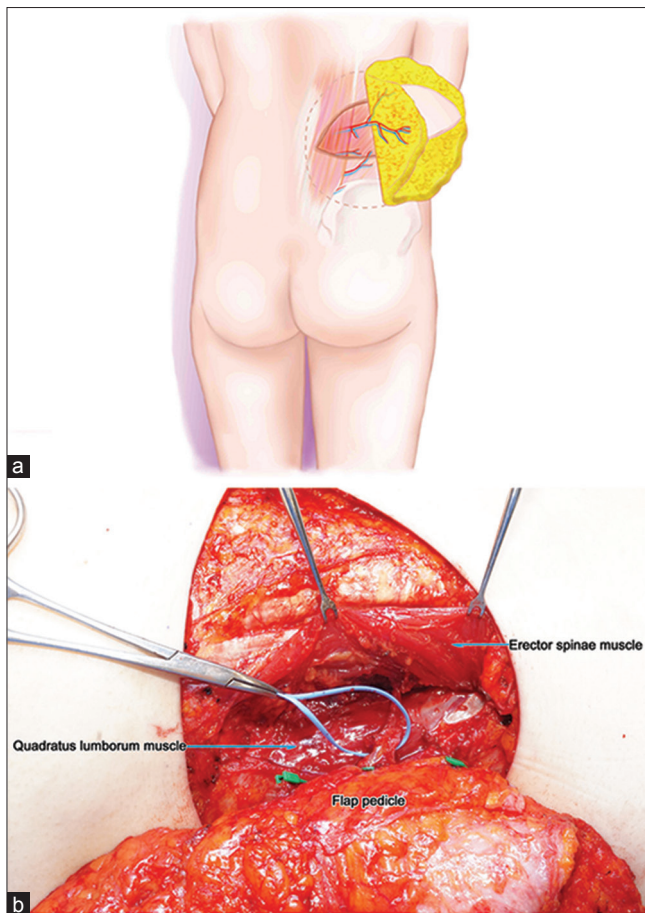 a
Erector spinae muscle
Quadratus lumborum muscle
Flap pedicle
b